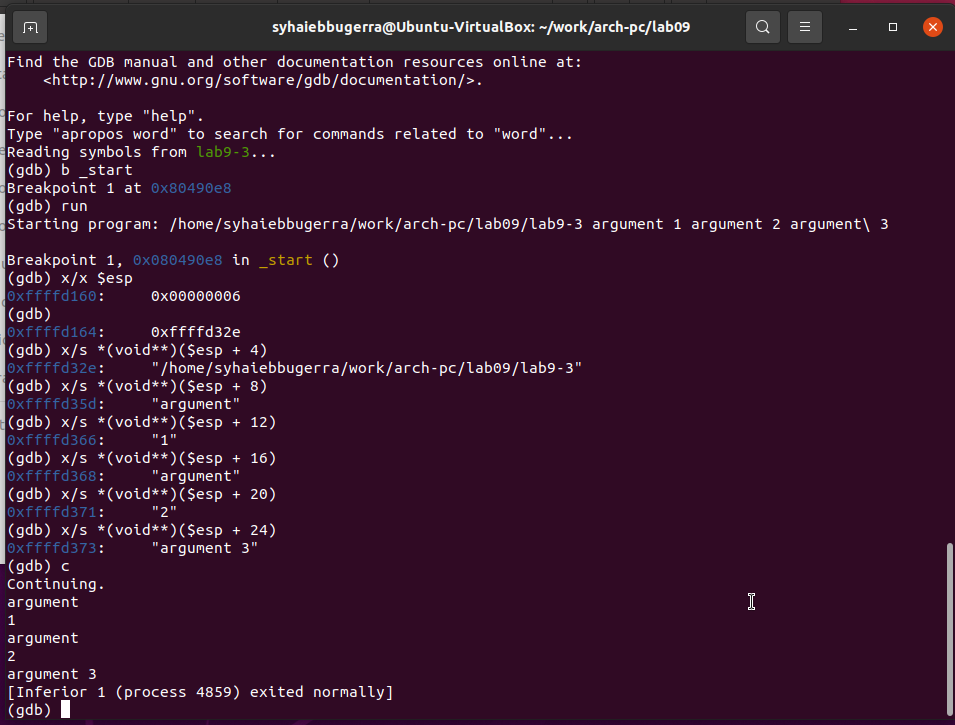 syhaiebbugerra@Ubuntu-VirtualBox: ~/work/arch-pc/lab09
Find the GDB manual and other documentation resources online at:
    <http://www.gnu.org/software/gdb/documentation/>.

For help, type "help".
Type "apropos word" to search for commands related to "word"...
Reading symbols from lab9-3...
(gdb) b _start
Breakpoint 1 at 0x80490e8
(gdb) run
Starting program: /home/syhaiebbugerra/work/arch-pc/lab09/lab9-3 argument 1 argument 2 argument\ 3

Breakpoint 1, 0x080490e8 in _start ()
(gdb) x/x $esp
0xffffd160:     0x00000006
(gdb)
0xffffd164:     0xffffd32e
(gdb) x/s *(void**)($esp + 4)
0xffffd32e:     "/home/syhaiebbugerra/work/arch-pc/lab09/lab9-3"
(gdb) x/s *(void**)($esp + 8)
0xffffd35d:     "argument"
(gdb) x/s *(void**)($esp + 12)
0xffffd366:     "1"
(gdb) x/s *(void**)($esp + 16)
0xffffd368:     "argument"
(gdb) x/s *(void**)($esp + 20)
0xffffd371:     "2"
(gdb) x/s *(void**)($esp + 24)
0xffffd373:     "argument 3"
(gdb) c
Continuing.
argument
1
argument
2
argument 3
[Inferior 1 (process 4859) exited normally]
(gdb)